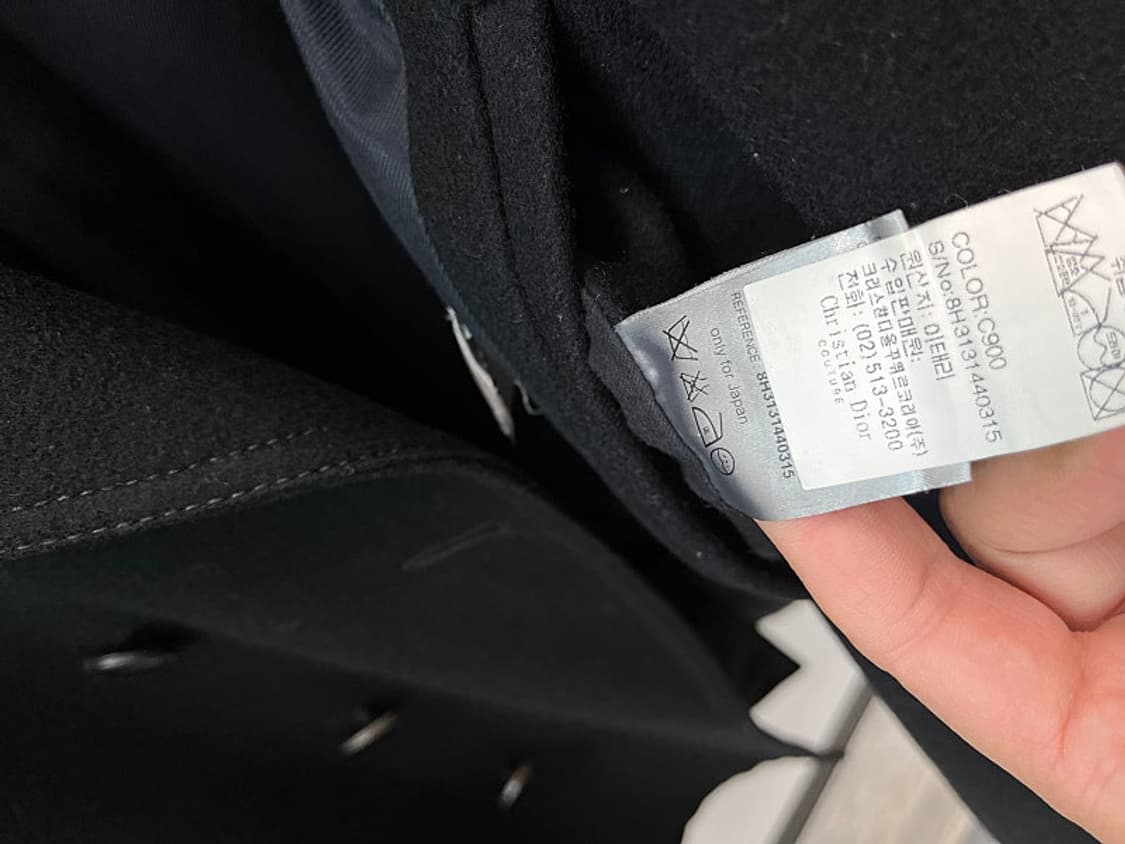 COLOR:C900
S/No:8H3131440315
원산지: 이태리
수입판매원:
크리스챤디올꾸뛰르코리아(주)
전화: (02)513-3200
Christian Dior
COUTURE
8H3131440315
REFERENCE:
only for Japan